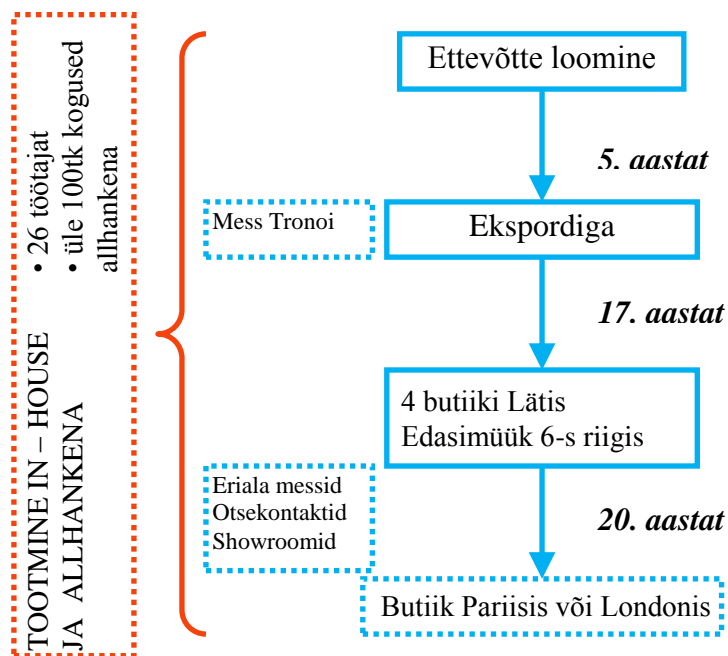 TOOTMINE IN – HOUSE
JA ALLHANKENA
• 26 töötajat
• üle 100tk kogused
allhankena
Ettevõtte loomine
5. aastat
Mess Tronoi
Ekspordiga
17. aastat
4 butiiki Lätis
Edasimüük 6-s riigis
Eriala messid
Otsekontaktid
Showroomid
20. aastat
Butiik Pariisis või Londonis